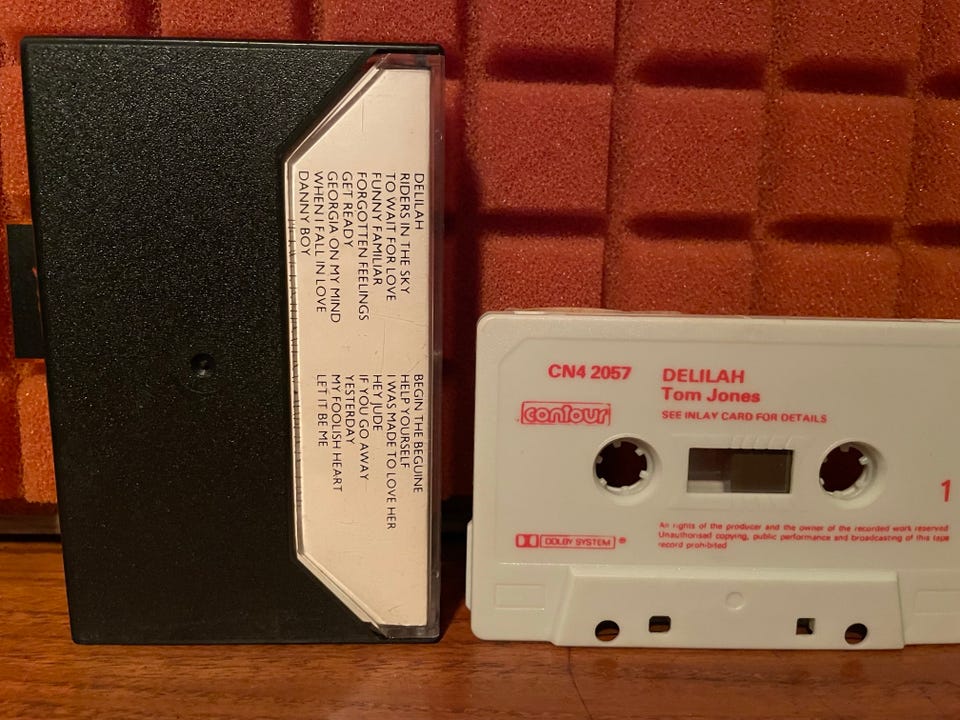 DELILAH
RIDERS IN THE SKY
TO WAIT FOR LOVE
FUNNY FAMILIAR
FORGOTTEN FEELINGS
GET READY
GEORGIA ON MY MIND
WHEN I FALL IN LOVE
DANNY BOY
BEGIN THE BEGUINE
HELP YOURSELF
I WAS MADE TO LOVE HER
HEY JUDE
IF YOU GO AWAY
YESTERDAY
MY FOOLISH HEART
LET IT BE ME
CN4 2057
contour
DELILAH
Tom Jones
SEE INLAY CARD FOR DETAILS
1
DOLBY SYSTEM ®
All rights of the producer and the owner of the recorded work reserved
Unauthorised copying, public performance and broadcasting of this tape
record prohibited